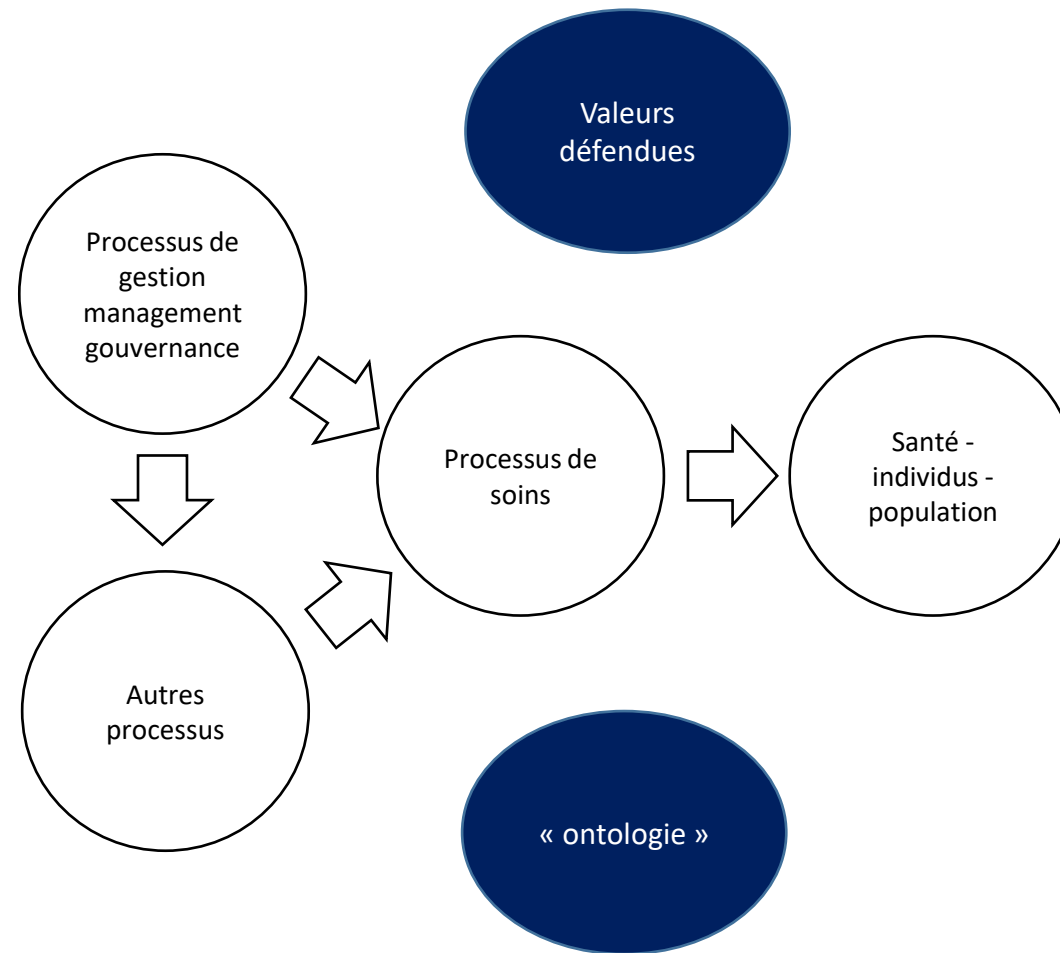 Valeurs
défendues
Processus de
gestion
management
gouvernance
Processus de
soins
Santé -
individus -
population
Autres
processus
« ontologie »